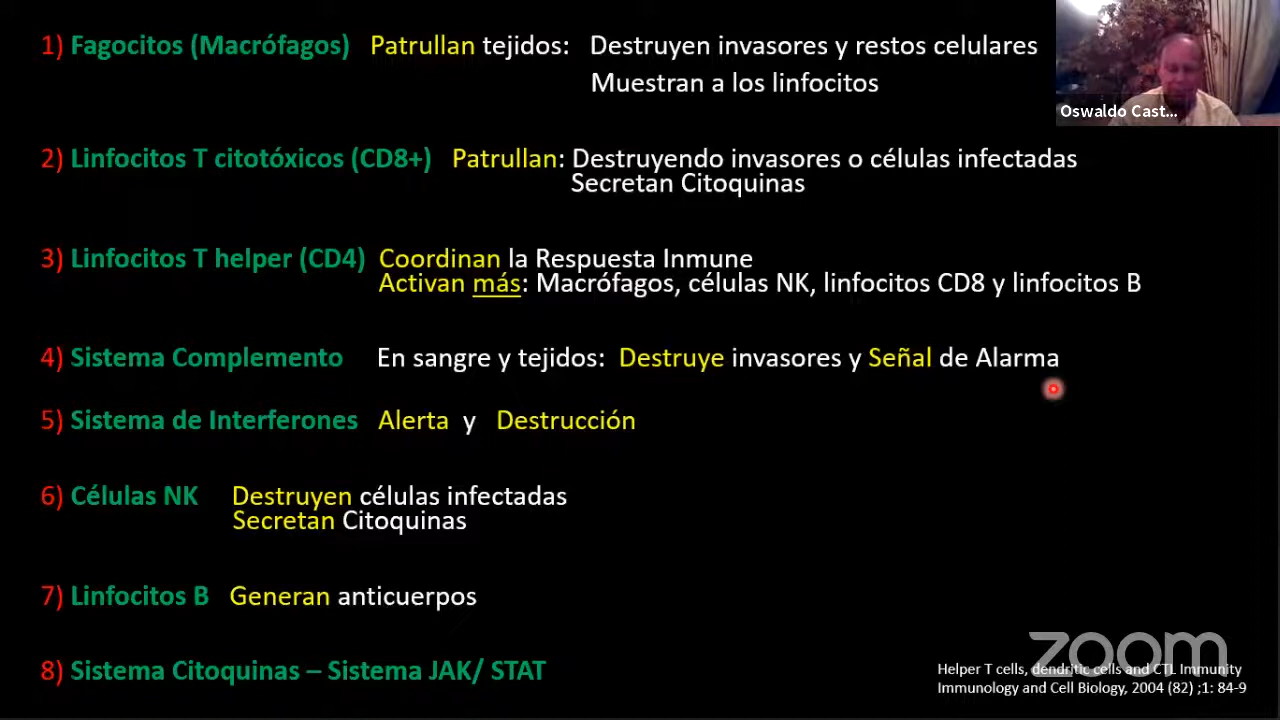 1) Fagocitos (Macrófagos) Patrullan tejidos: Destruyen invasores y restos celulares
Muestran a los linfocitos
Oswaldo Cast...
2) Linfocitos T citotóxicos (CD8+) Patrullan: Destruyendo invasores o células infectadas
Secretan Citoquinas
3) Linfocitos T helper (CD4) Coordinan la Respuesta Inmune
Activan más: Macrófagos, células NK, linfocitos CD8 y linfocitos B
4) Sistema Complemento En sangre y tejidos: Destruye invasores y Señal de Alarma
5) Sistema de Interferones Alerta y Destrucción
6) Células NK Destruyen células infectadas
Secretan Citoquinas
7) Linfocitos B Generan anticuerpos
8) Sistema Citoquinas – Sistema JAK/ STAT
zoom
Helper T cells, dendritic cells and CTL Immunity
Immunology and Cell Biology, 2004 (82) ;1: 84-9